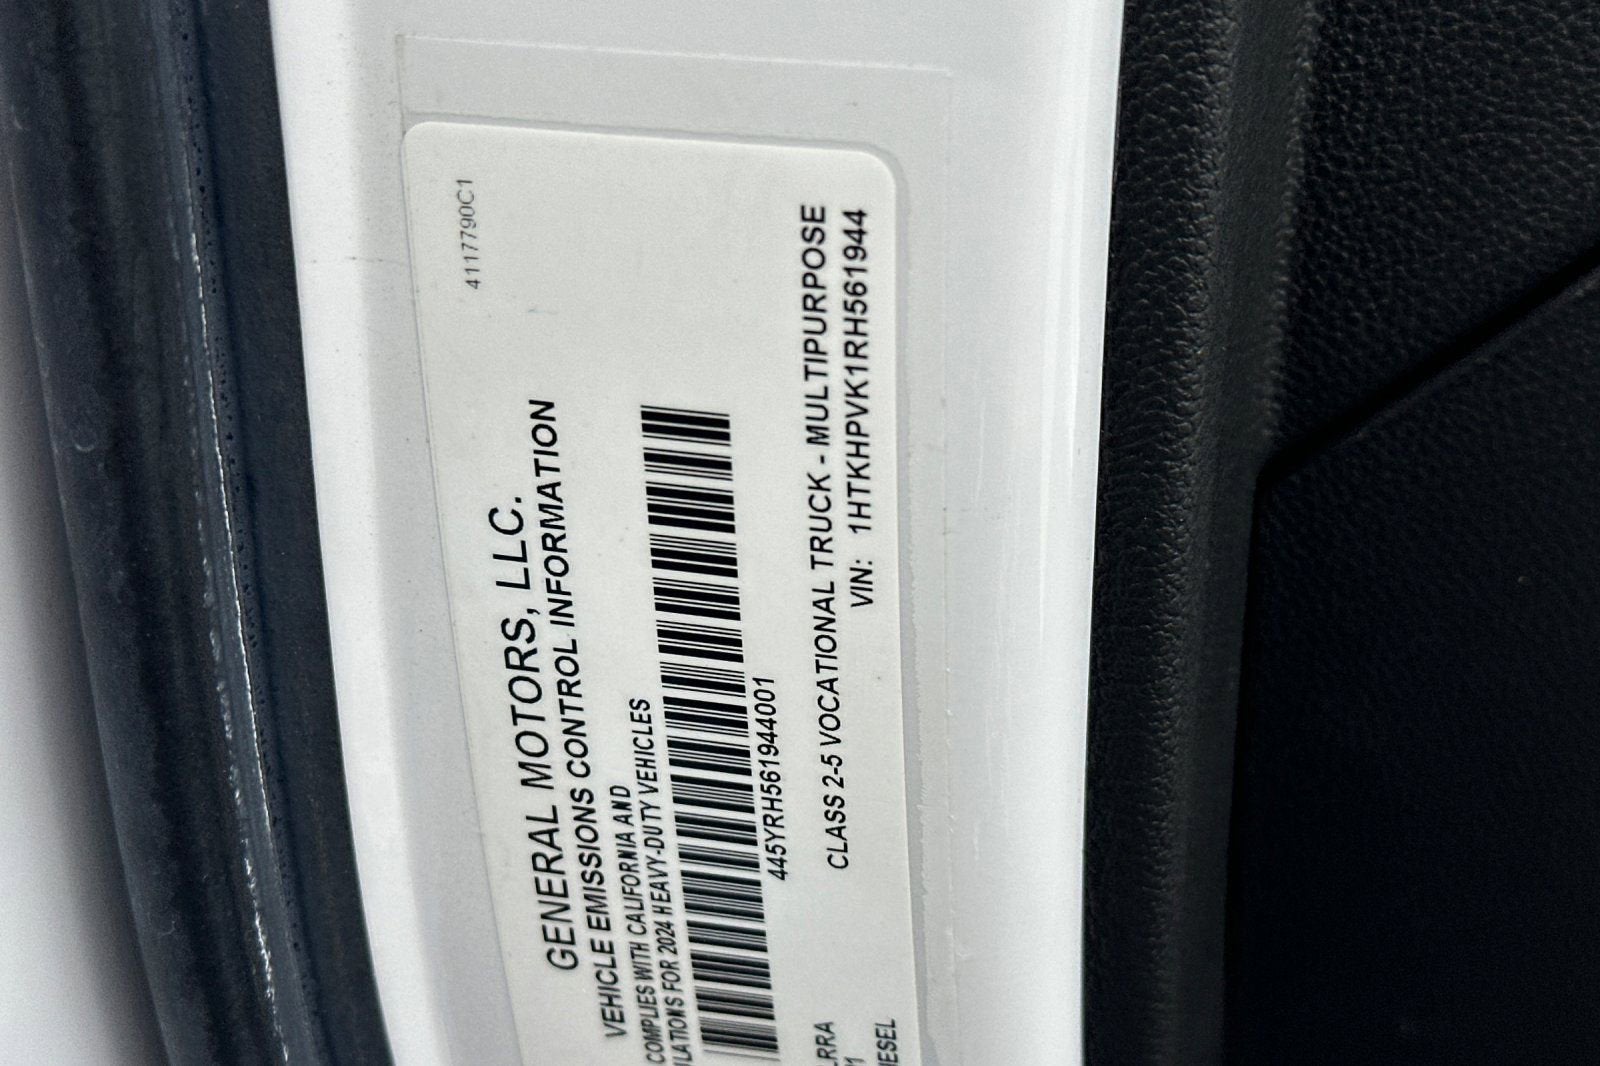 4117790C1
GENERAL MOTORS, LLC.
VEHICLE EMISSIONS CONTROL INFORMATION
COMPLIES WITH CALIFORNIA AND
FOR 2024 HEAVY-DUTY VEHICLES
445YRH561944001
CLASS 2-5 VOCATIONAL TRUCK - MULTIPURPOSE
VIN: 1HTKHPVK1RH561944